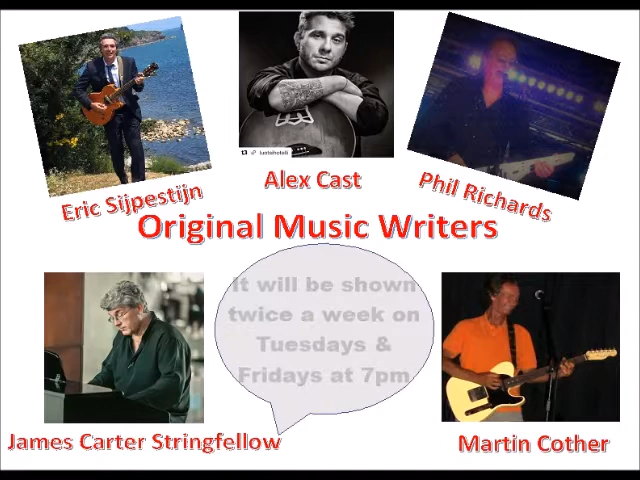 Eric Sijpestijn
Alex Cast
Phil Richards
Original Music Writers
It will be shown
twice a week on
Tuesdays &
Fridays at 7pm
James Carter Stringfellow
Martin Cother